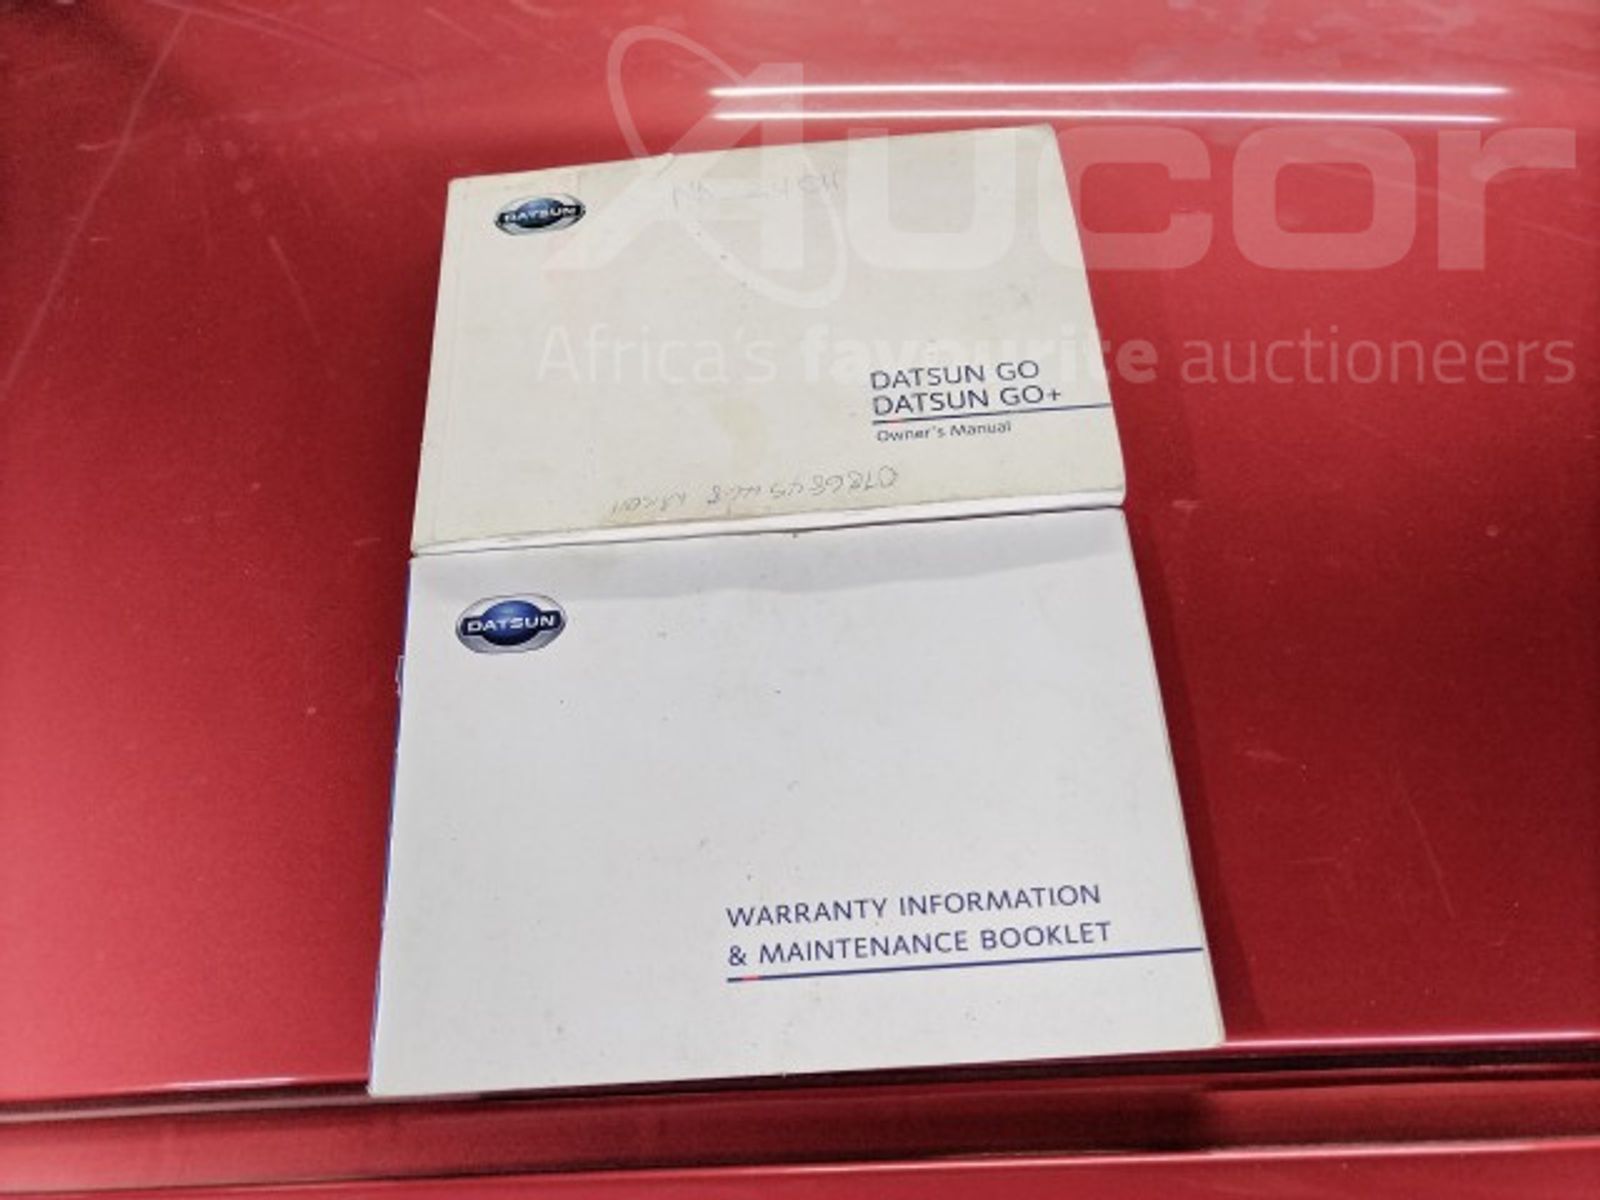 Aucor
Africa's favourite auctioneers
DATSUN
DATSUN GO
DATSUN GO+
Owner's Manual
DATSUN
WARRANTY INFORMATION
& MAINTENANCE BOOKLET